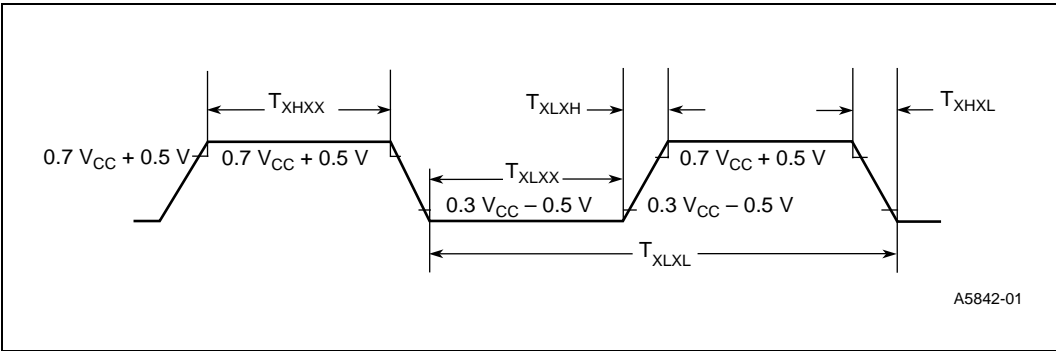 T_XHXX
T_XLXH
T_XHXL
0.7 V_CC + 0.5 V
0.7 V_CC + 0.5 V
0.7 V_CC + 0.5 V
T_XLXX
0.3 V_CC – 0.5 V
0.3 V_CC – 0.5 V
T_XLXL
A5842-01